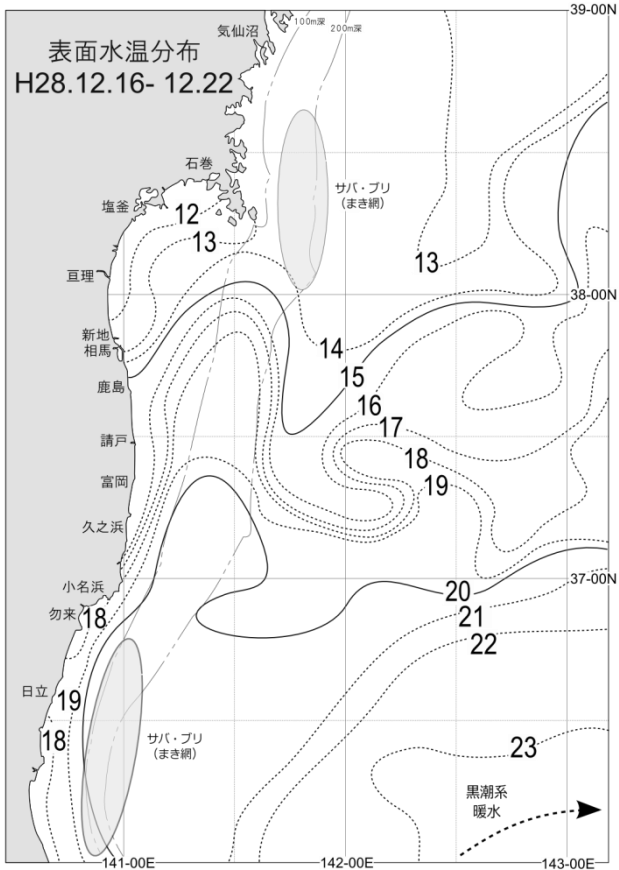 39-00N
100m深
200m深
気仙沼
表面水温分布
H28.12.16- 12.22
石巻
サバ・ブリ
(まき網)
塩釜
12
13
13
亘理
38-00N
新地
相馬
14
15
鹿島
16
17
請戸
18
19
富岡
久之浜
小名浜
37-00N
20
勿来
18
21
22
日立
19
18
サバ・ブリ
(まき網)
23
黒潮系
暖水
141-00E
142-00E
143-00E